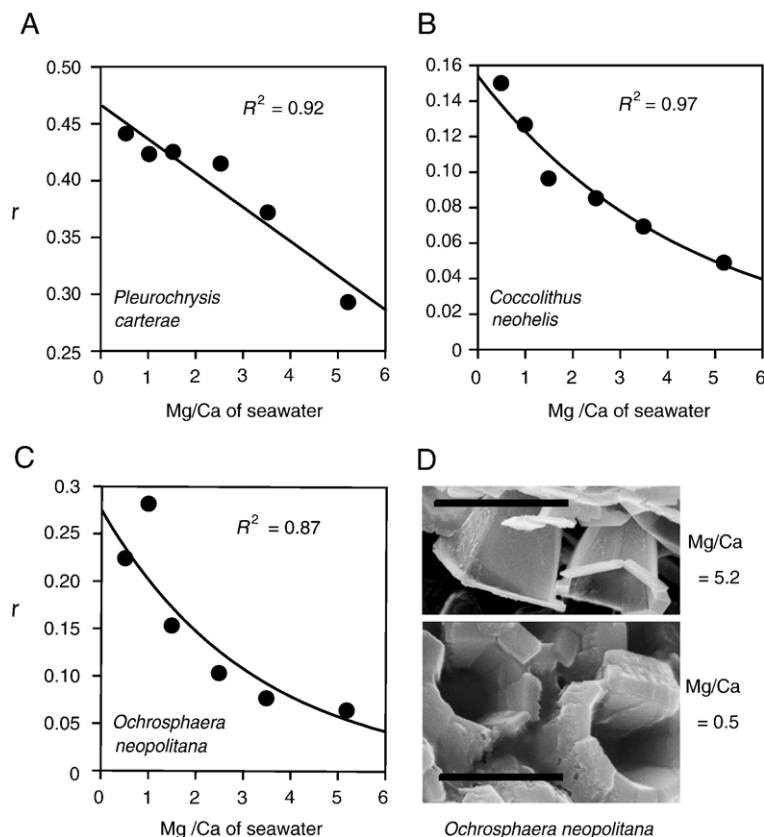 A
0.50
0.45
0.40
0.35
0.30
0.25
r
R² = 0.92
Pleurochrysis
carterae
0 1 2 3 4 5 6
Mg/Ca of seawater
B
0.16
0.14
0.12
0.10
0.08
0.06
0.04
0.02
0
R² = 0.97
Coccolithus
neohelis
0 1 2 3 4 5 6
Mg/Ca of seawater
C
0.3
0.25
0.20
0.15
0.10
0.05
0
r
R² = 0.87
Ochrosphaera
neopolitana
0 1 2 3 4 5 6
Mg/Ca of seawater
D
Mg/Ca
= 5.2
Mg/Ca
= 0.5
Ochrosphaera neopolitana